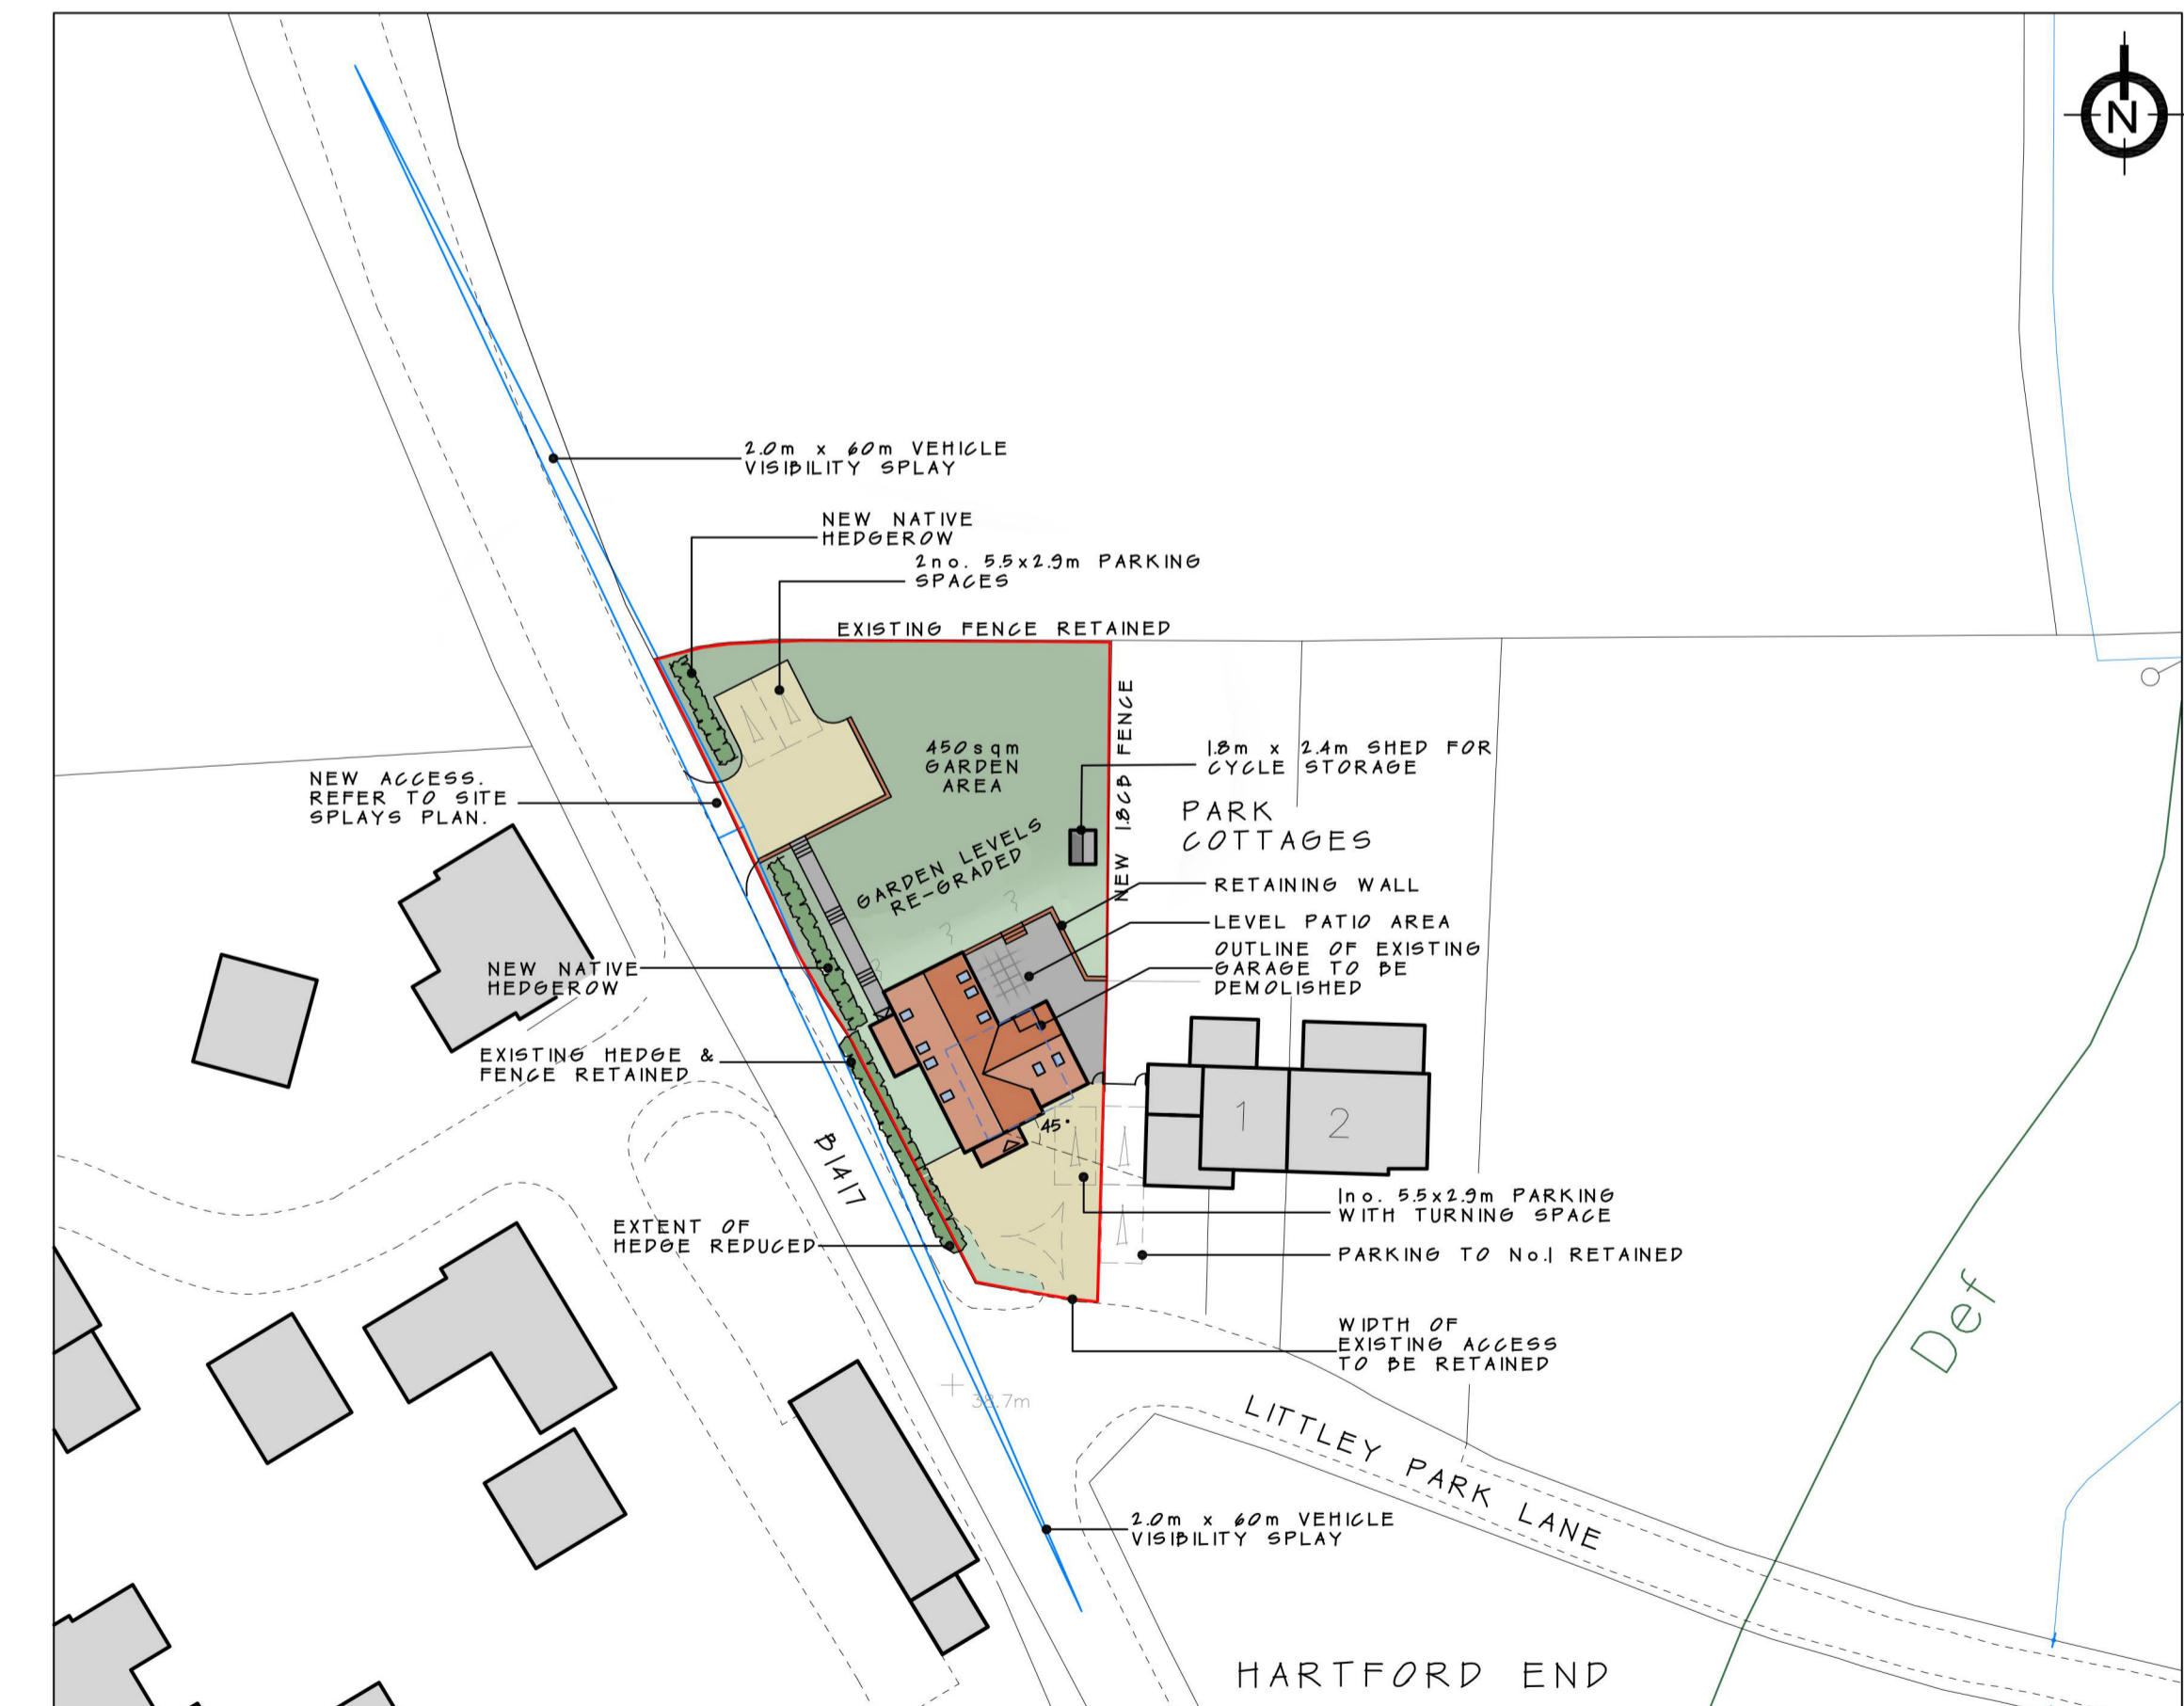 N
2.0m x 60m VEHICLE
VISIBILITY SPLAY
NEW NATIVE
HEDGEROW
2no. 5.5x2.9m PARKING
SPACES
EXISTING FENCE RETAINED
NEW 1.8CB FENCE
450sqm
GARDEN
AREA
1.8m x 2.4m SHED FOR
CYCLE STORAGE
NEW ACCESS.
REFER TO SITE
SPLAYS PLAN.
PARK
COTTAGES
GARDEN LEVELS
RE-GRADED
RETAINING WALL
LEVEL PATIO AREA
OUTLINE OF EXISTING
GARAGE TO BE
DEMOLISHED
NEW NATIVE
HEDGEROW
EXISTING HEDGE &
FENCE RETAINED
1
2
45°
B1417
1no. 5.5x2.9m PARKING
WITH TURNING SPACE
EXTENT OF
HEDGE REDUCED
PARKING TO No.1 RETAINED
WIDTH OF
EXISTING ACCESS
TO BE RETAINED
Def
38.7m
LITTLEY PARK LANE
2.0m x 60m VEHICLE
VISIBILITY SPLAY
HARTFORD END